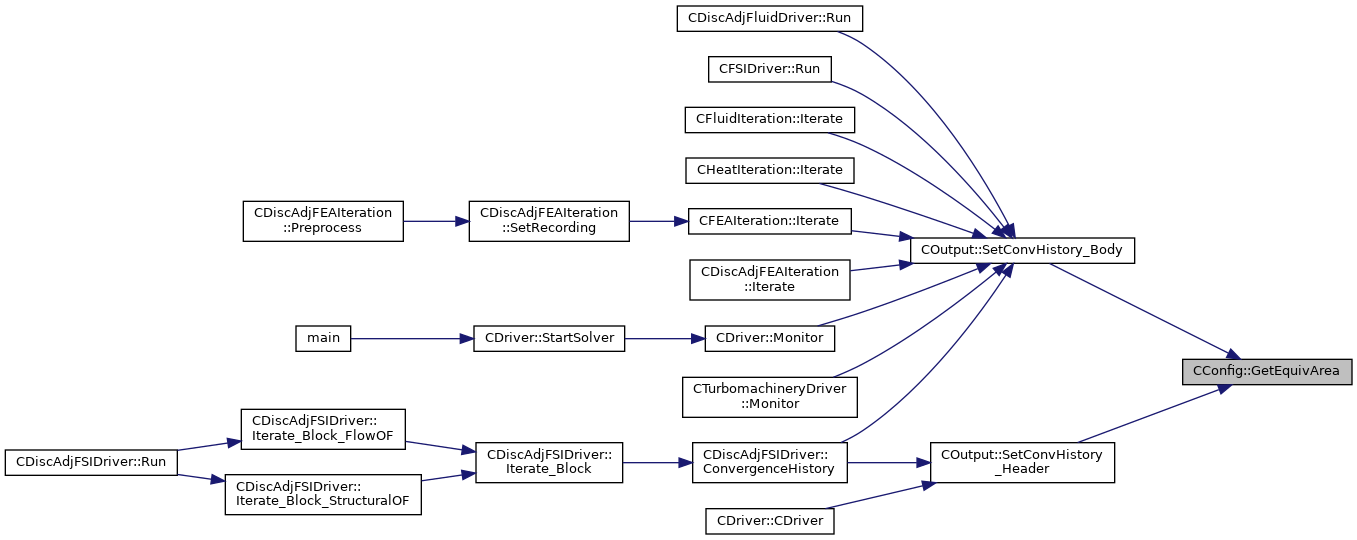 CDiscAdjFluidDriver::Run
CFSIDriver::Run
CFluidIteration::Iterate
CHeatIteration::Iterate
CDiscAdjFEAIteration
::Preprocess
CDiscAdjFEAIteration
::SetRecording
CFEAIteration::Iterate
COutput::SetConvHistory_Body
CDiscAdjFEAIteration
::Iterate
main
CDriver::StartSolver
CDriver::Monitor
CConfig::GetEquivArea
CTurbomachineryDriver
::Monitor
CDiscAdjFSIDriver::
Iterate_Block_FlowOF
CDiscAdjFSIDriver::Run
CDiscAdjFSIDriver::
Iterate_Block
CDiscAdjFSIDriver::
ConvergenceHistory
COutput::SetConvHistory
_Header
CDiscAdjFSIDriver::
Iterate_Block_StructuralOF
CDriver::CDriver